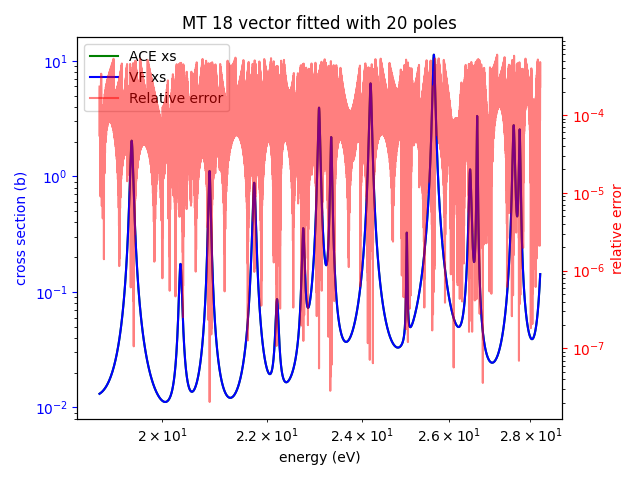 MT 18 vector fitted with 20 poles
ACE xs
VF xs
Relative error
cross section (b)
10¹
10⁰
10⁻¹
10⁻²
relative error
10⁻⁴
10⁻⁵
10⁻⁶
10⁻⁷
2 × 10¹ 2.2 × 10¹ 2.4 × 10¹ 2.6 × 10¹ 2.8 × 10¹
energy (eV)